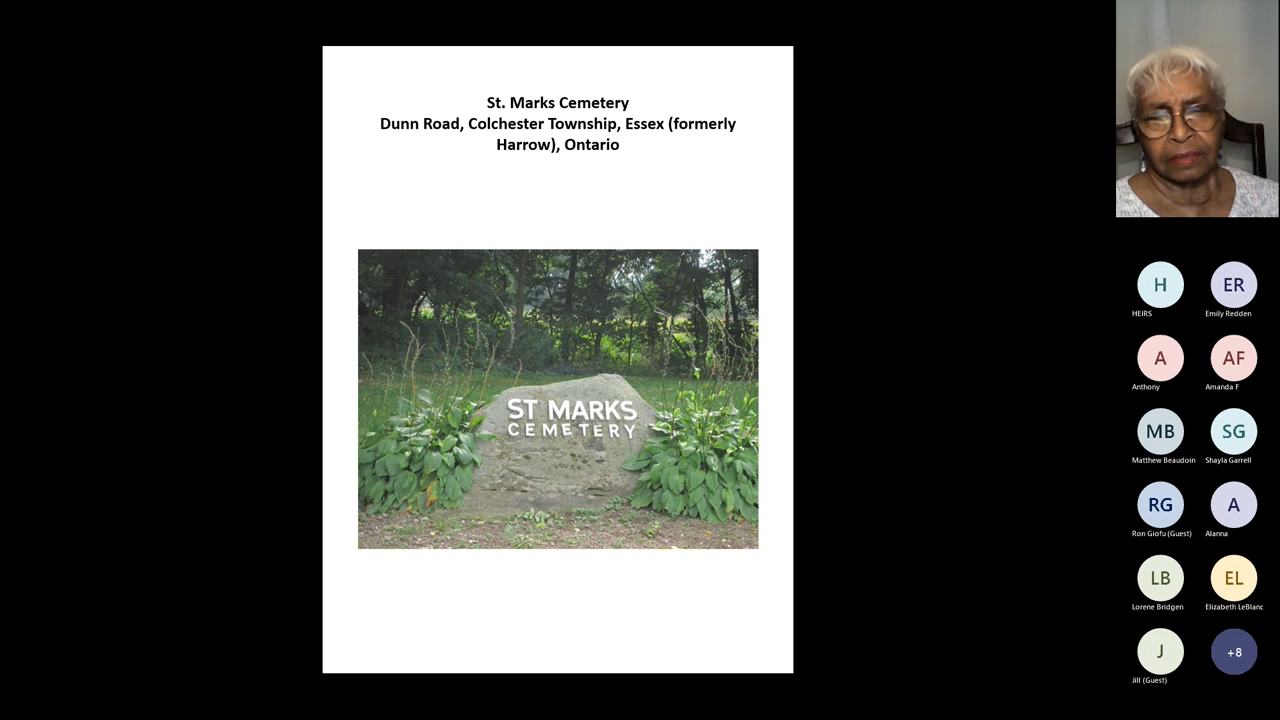 St. Marks Cemetery
Dunn Road, Colchester Township, Essex (formerly
Harrow), Ontario
ST MARKS
CEMETERY
H
HEIRS
ER
Emily Redden
A
Anthony
AF
Amanda F
MB
Matthew Beaudoin
SG
Shayla Garrell
RG
Ron Giofu (Guest)
A
Alanna
LB
Lorene Bridgen
EL
Elizabeth LeBlanc
J
Jill (Guest)
+8